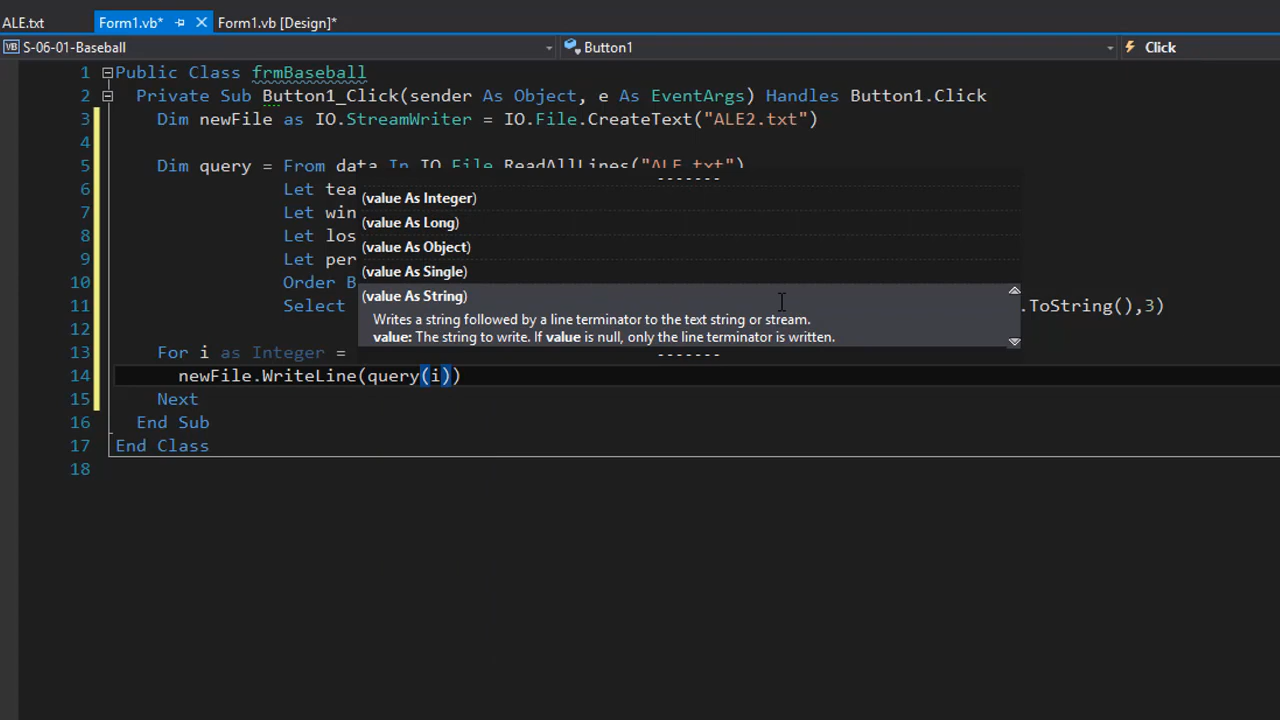 ALE.txt Form1.vb* Form1.vb [Design]*
VB S-06-01-Baseball Button1 Click
1 Public Class frmBaseball
2 Private Sub Button1_Click(sender As Object, e As EventArgs) Handles Button1.Click
3 Dim newFile as IO.StreamWriter = IO.File.CreateText("ALE2.txt")
4
5 Dim query = From data In IO.File.ReadAllLines("ALE.txt")
6 Let tea
(value As Integer)
7 Let win
(value As Long)
8 Let los
(value As Object)
9 Let per
(value As Single)
10 Order B
(value As String)
11 Select .ToString(),3)
Writes a string followed by a line terminator to the text string or stream.
12
value: The string to write. If value is null, only the line terminator is written.
13 For i as Integer =
14 newFile.WriteLine(query(i))
15 Next
16 End Sub
17 End Class
18